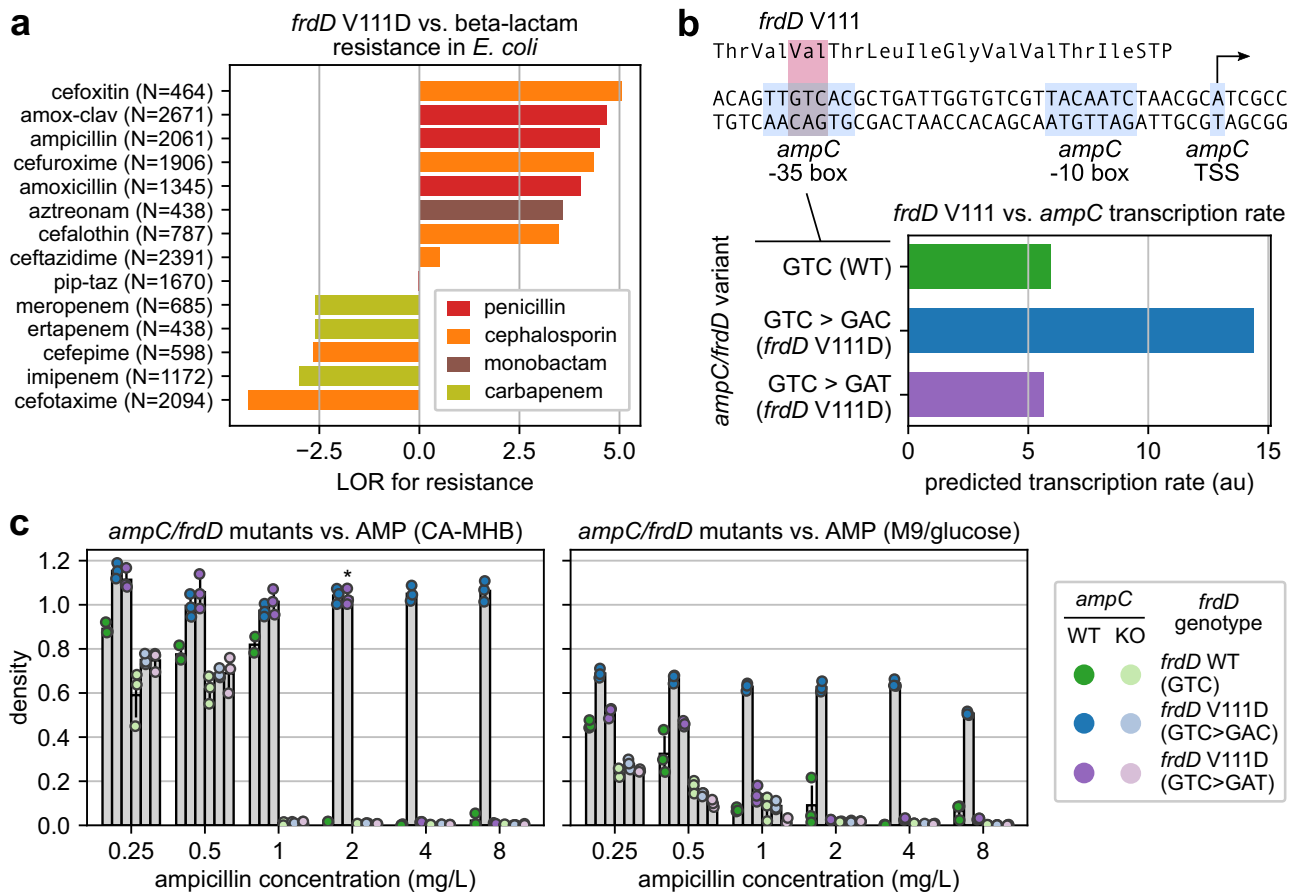 a
frdD V111D vs. beta-lactam
resistance in E. coli
cefoxitin (N=464)
amox-clav (N=2671)
ampicillin (N=2061)
cefuroxime (N=1906)
amoxicillin (N=1345)
aztreonam (N=438)
cefalothin (N=787)
ceftazidime (N=2391)
pip-taz (N=1670)
meropenem (N=685)
ertapenem (N=438)
cefepime (N=598)
imipenem (N=1172)
cefotaxime (N=2094)
penicillin
cephalosporin
monobactam
carbapenem
−2.5 0.0 2.5 5.0
LOR for resistance
b
frdD V111
ThrValValThrLeuIleGlyValValThrIleSTP
ACAGTTGTCACGCTGATTGGTGTCGTTACAATCTAACGCATCGCC
TGTCAACAGTGCGACTAACCACAGCAATGTTAGATTGCGTAGCGG
ampC ampC ampC
-35 box -10 box TSS
frdD V111 vs. ampC transcription rate
ampC/frdD variant
GTC (WT)
GTC > GAC
(frdD V111D)
GTC > GAT
(frdD V111D)
0 5 10 15
predicted transcription rate (au)
c
ampC/frdD mutants vs. AMP (CA-MHB)
density
1.2
1.0
0.8
0.6
0.4
0.2
0.0
*
0.25 0.5 1 2 4 8
ampicillin concentration (mg/L)
ampC/frdD mutants vs. AMP (M9/glucose)
0.25 0.5 1 2 4 8
ampicillin concentration (mg/L)
ampC frdD
WT KO genotype
frdD WT
(GTC)
frdD V111D
(GTC>GAC)
frdD V111D
(GTC>GAT)